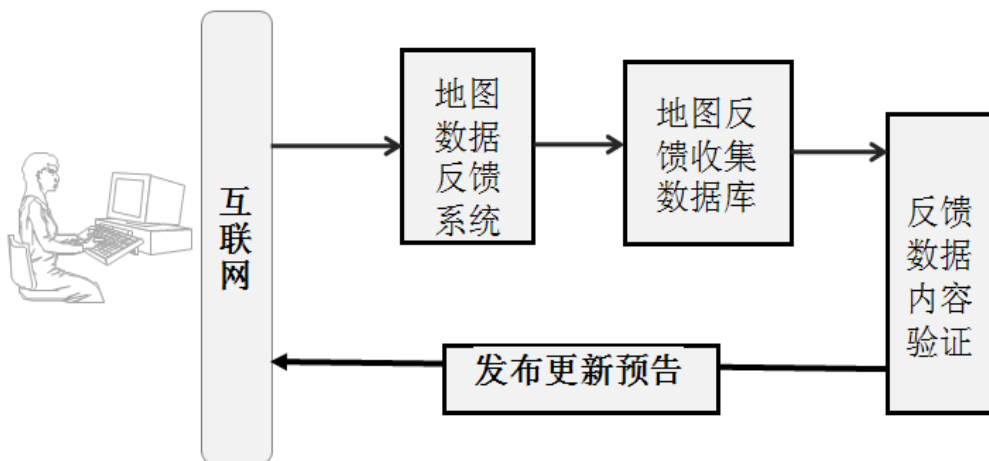 互
联
网
地图
数据
反馈
系统
地图反
馈收集
数据库
反馈
数据
内容
验证
发布更新预告